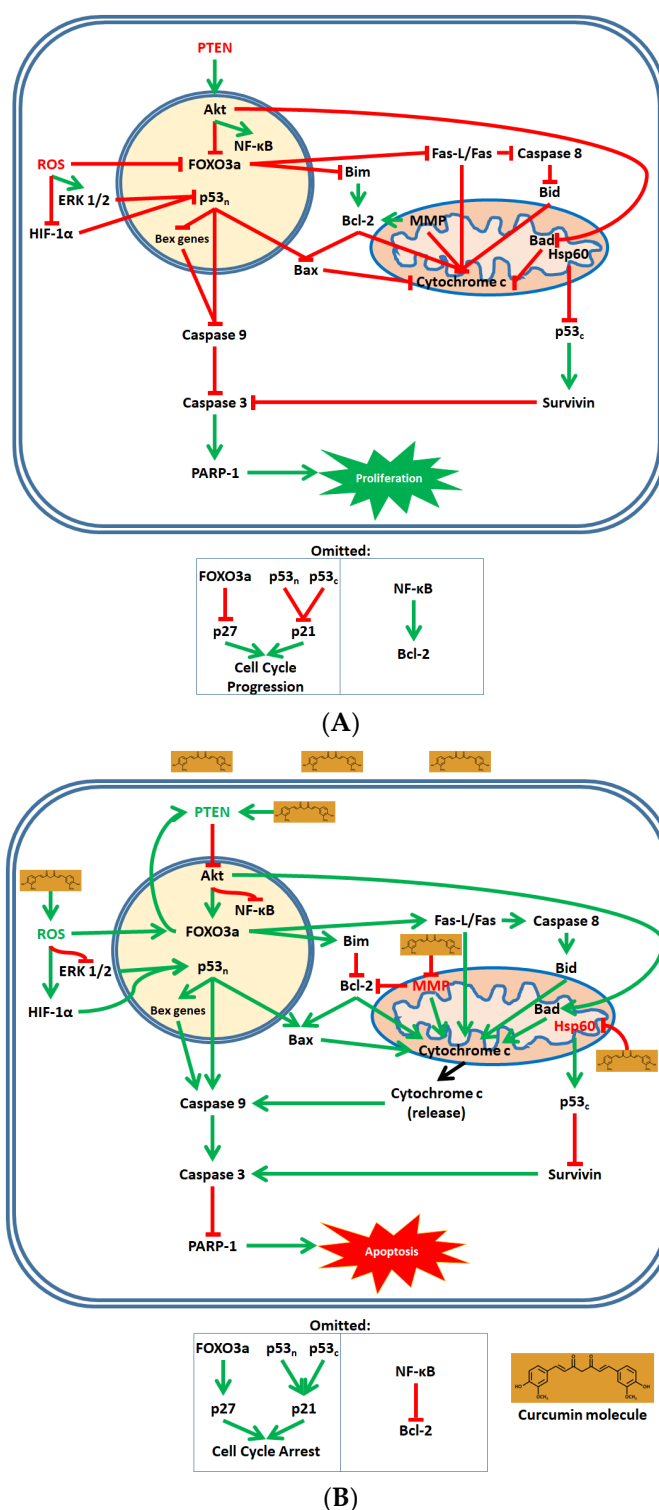 PTEN
Akt
NF-κB
ROS
FOXO3a
Fas-L/Fas
Caspase 8
Bim
ERK 1/2
p53n
Bid
HIF-1α
Bcl-2
MMP
Bex genes
Bad
Hsp60
Bax
Cytochrome c
Caspase 9
p53c
Caspase 3
Survivin
PARP-1
Proliferation
Omitted:
FOXO3a p53n p53c
NF-κB
p27 p21
Bcl-2
Cell Cycle
Progression
(A)
PTEN
Akt
NF-κB
ROS
FOXO3a
Fas-L/Fas
Caspase 8
Bim
ERK 1/2
p53n
Bid
Bcl-2
MMP
HIF-1α
Bex genes
Bad
Hsp60
Bax
Cytochrome c
Cytochrome c
(release)
Caspase 9
p53c
Caspase 3
Survivin
PARP-1
Apoptosis
Omitted:
FOXO3a p53n p53c
NF-κB
p27 p21
Bcl-2
Cell Cycle Arrest
O O
HO OH
OCH3 OCH3
Curcumin molecule
(B)